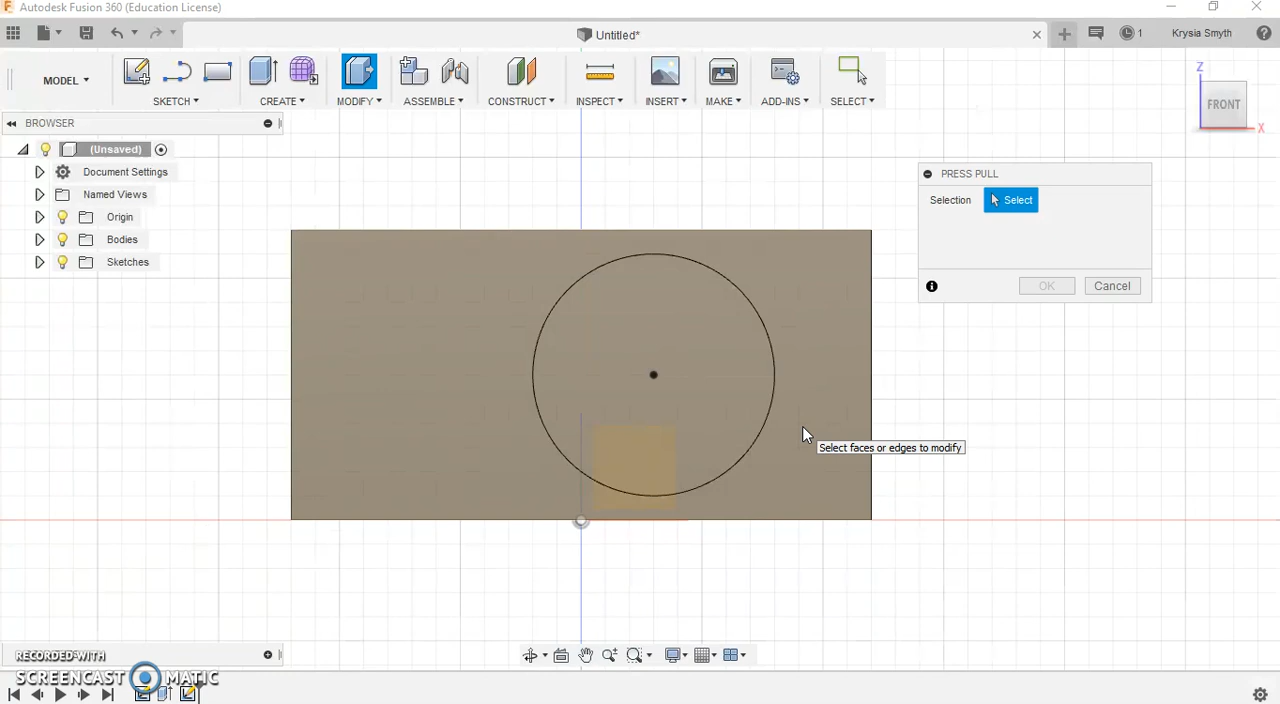 Autodesk Fusion 360 (Education License)
Untitled*
1
Krysia Smyth
MODEL
SKETCH
CREATE
MODIFY
ASSEMBLE
CONSTRUCT
INSPECT
INSERT
MAKE
ADD-INS
SELECT
BROWSER
Z
FRONT
X
(Unsaved)
Document Settings
Named Views
Origin
Bodies
Sketches
PRESS PULL
Selection
Select
OK
Cancel
Select faces or edges to modify
RECORDED WITH
SCREENCAST MATIC